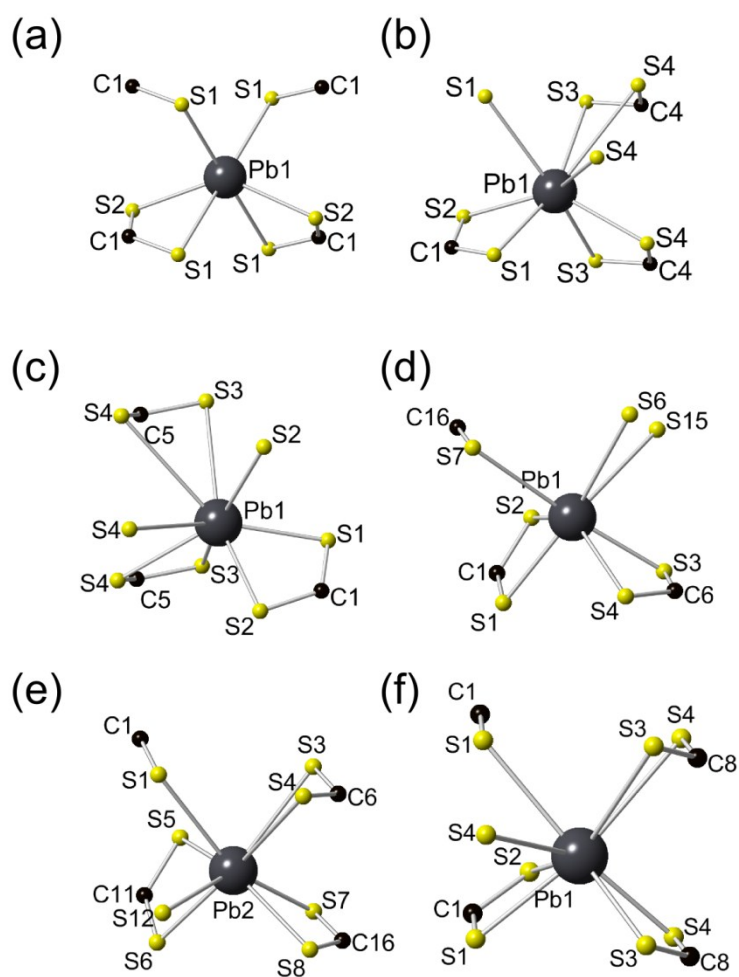 (a)
C1 S1 S1 C1
Pb1
S2 S2
C1 S1 S1 C1
(b)
S4
S1 S3 C4
S4
Pb1
S2 S4
C1 S1 S3 C4
(c)
S3
S4 C5 S2
Pb1
S4 S1
S4 C5 S3 S2 C1
(d)
S6
C16 S15
S7
Pb1
S2
C1 S3
S1 S4 C6
(e)
C1
S3
S1 S4 C6
S5
C11 S7
S12 Pb2 C16
S6 S8
(f)
C1 S4
S1 S3 C8
S4
S2
C1 Pb1
S1 S3 S4 C8